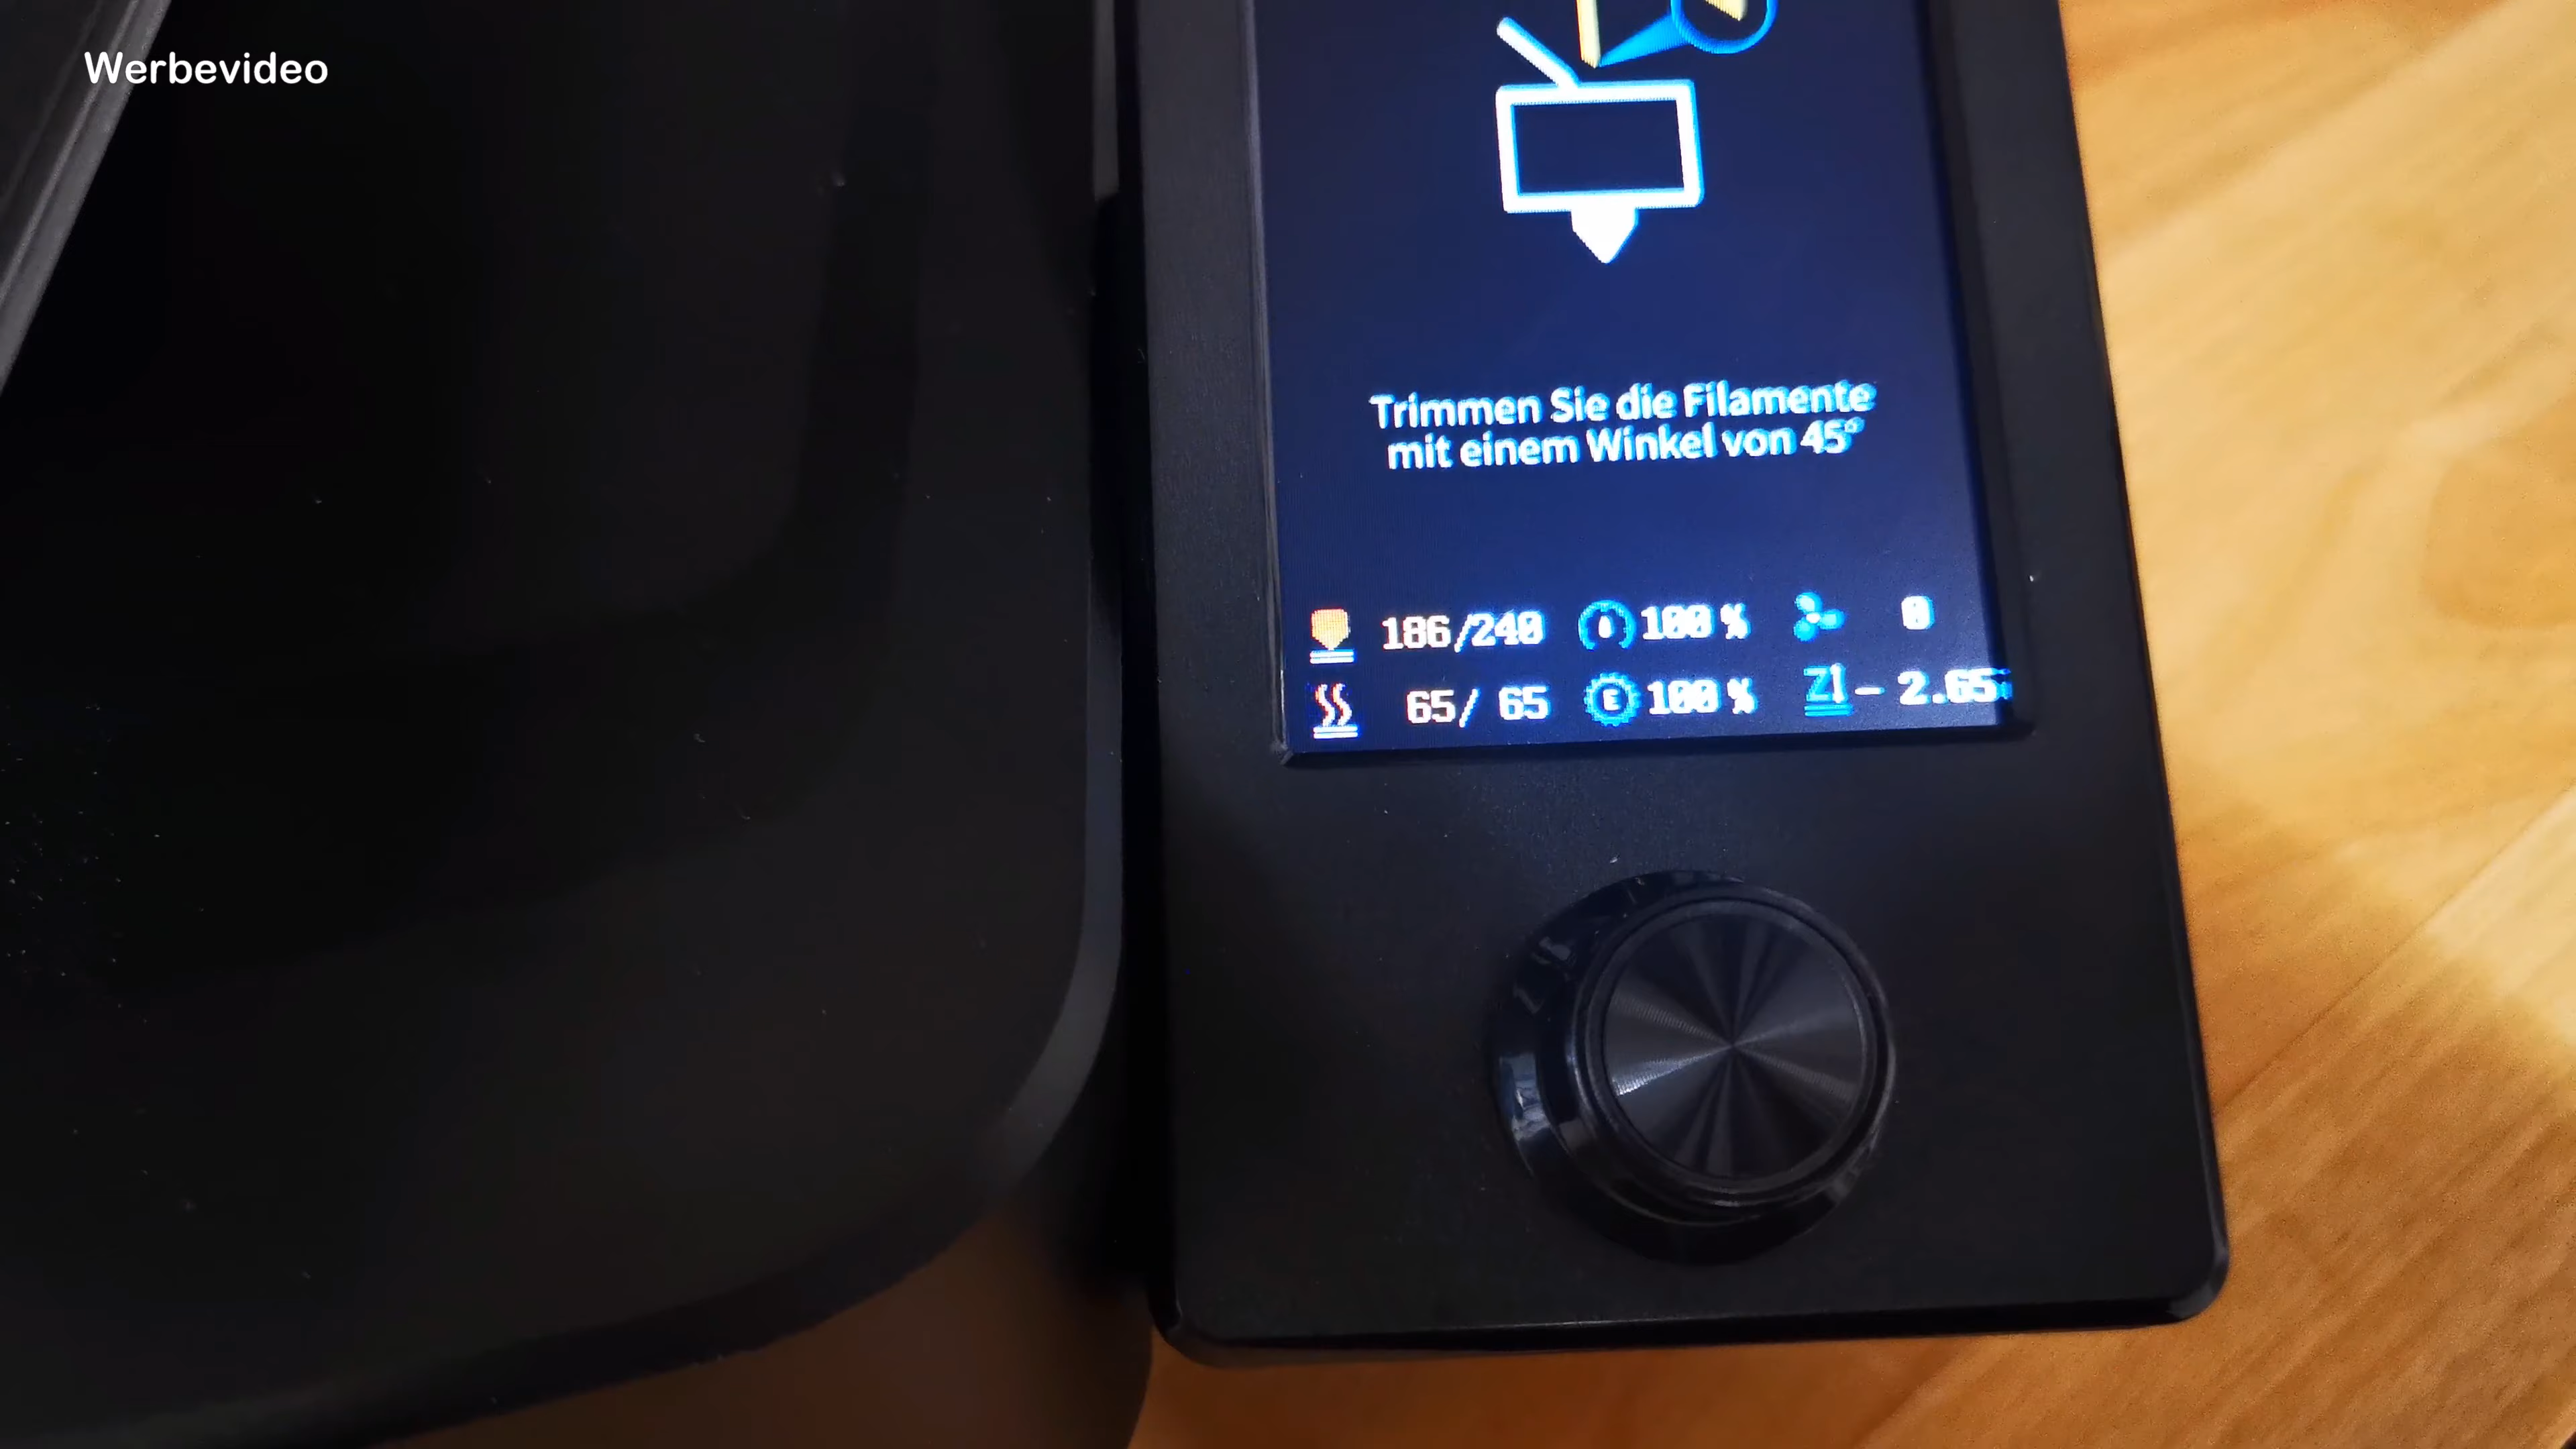 Werbevideo
Trimmen Sie die Filamente
mit einem Winkel von 45°
186/240 100 % 0
65/ 65 E 100 % Z - 2.65